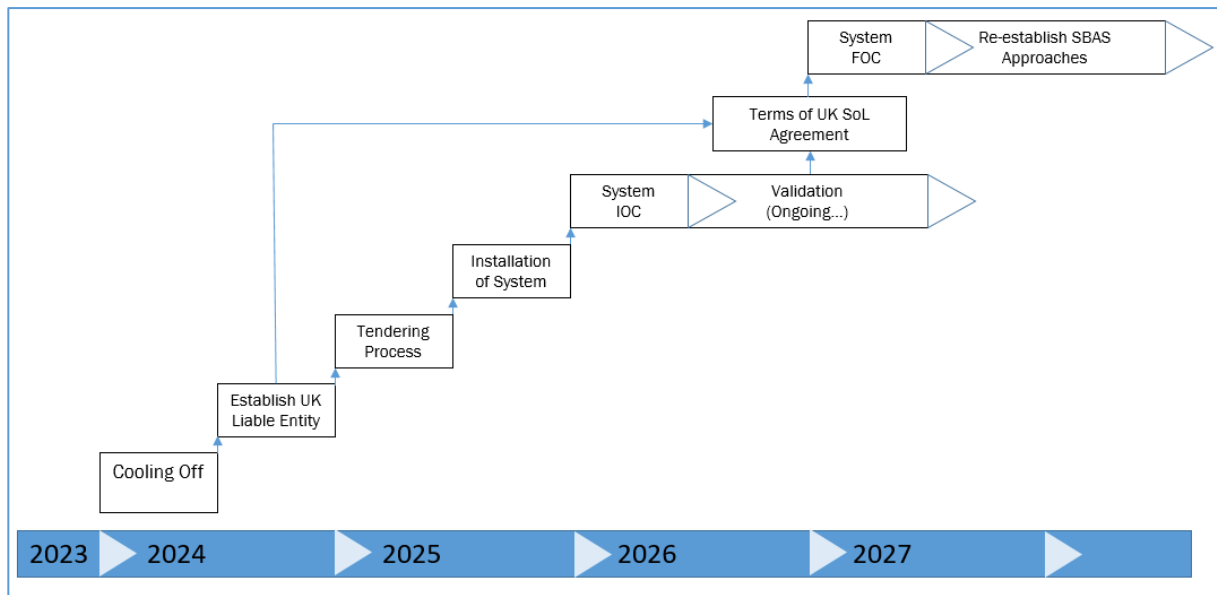 System
FOC
Re-establish SBAS
Approaches
Terms of UK SoL
Agreement
System
IOC
Validation
(Ongoing...)
Installation
of System
Tendering
Process
Establish UK
Liable Entity
Cooling Off
2023
2024
2025
2026
2027